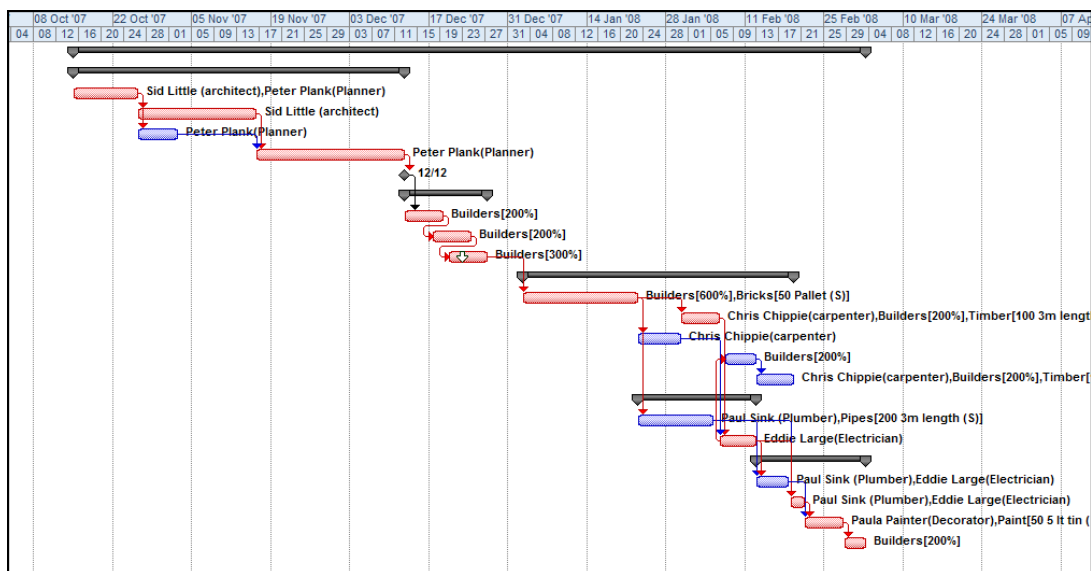 08 Oct '07 22 Oct '07 05 Nov '07 19 Nov '07 03 Dec '07 17 Dec '07 31 Dec '07 14 Jan '08 28 Jan '08 11 Feb '08 25 Feb '08 10 Mar '08 24 Mar '08 07 Ap
04 08 12 16 20 24 28 01 05 09 13 17 21 25 29 03 07 11 15 19 23 27 31 04 08 12 16 20 24 28 01 05 09 13 17 21 25 29 04 08 12 16 20 24 28 01 05 09
Sid Little (architect),Peter Plank(Planner)
Sid Little (architect)
Peter Plank(Planner)
Peter Plank(Planner)
12/12
Builders[200%]
Builders[200%]
Builders[300%]
Builders[600%],Bricks[50 Pallet (S)]
Chris Chippie(carpenter),Builders[200%],Timber[100 3m length
Chris Chippie(carpenter)
Builders[200%]
Chris Chippie(carpenter),Builders[200%],Timber[
Paul Sink (Plumber),Pipes[200 3m length (S)]
Eddie Large(Electrician)
Paul Sink (Plumber),Eddie Large(Electrician)
Paul Sink (Plumber),Eddie Large(Electrician)
Paula Painter(Decorator),Paint[50 5 lt tin (
Builders[200%]